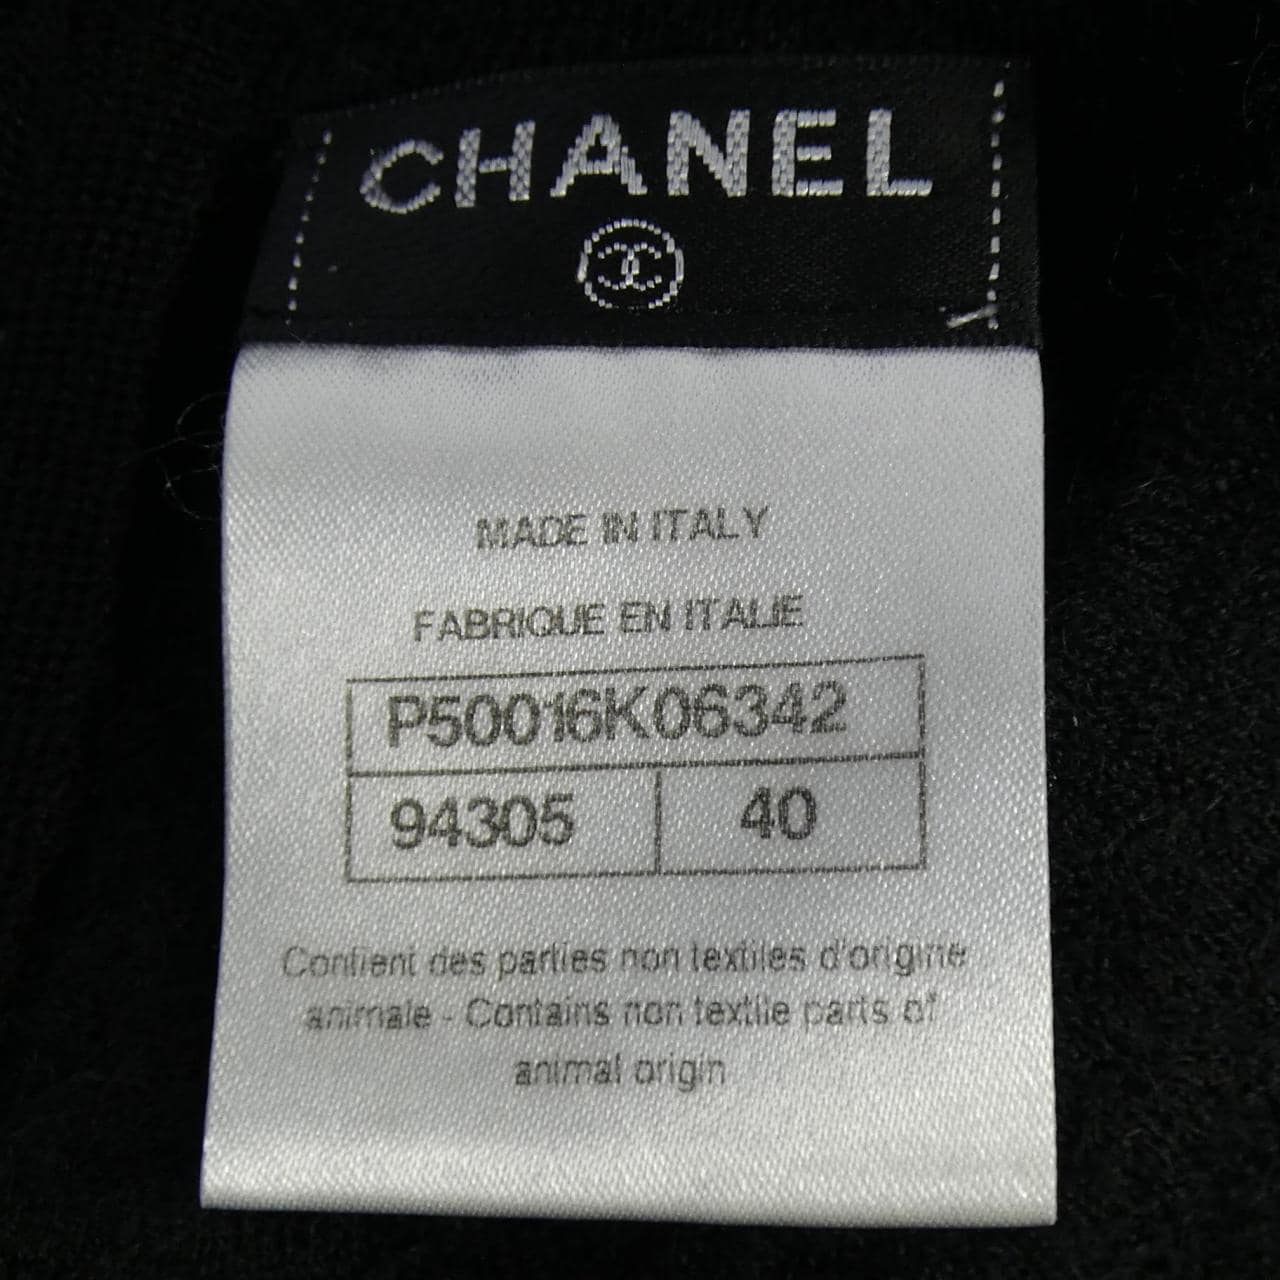 CHANEL
MADE IN ITALY
FABRIQUE EN ITALIE
P50016K06342
94305 40
Contient des parties non textiles d'origine
animale - Contains non textile parts of
animal origin